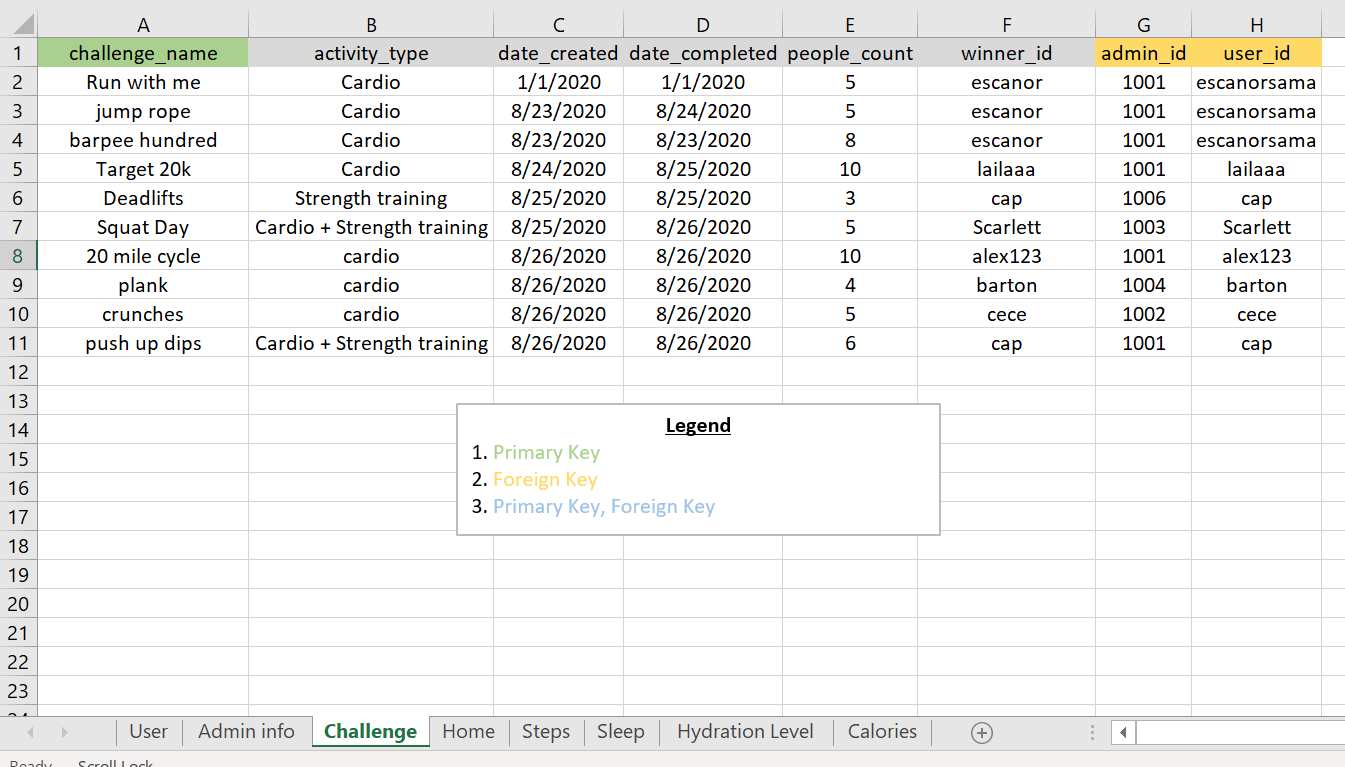 A B C D E F G H
1 challenge_name activity_type date_created date_completed people_count winner_id admin_id user_id
2 Run with me Cardio 1/1/2020 1/1/2020 5 escanor 1001 escanorsama
3 jump rope Cardio 8/23/2020 8/24/2020 5 escanor 1001 escanorsama
4 barpee hundred Cardio 8/23/2020 8/23/2020 8 escanor 1001 escanorsama
5 Target 20k Cardio 8/24/2020 8/25/2020 10 lailaaa 1001 lailaaa
6 Deadlifts Strength training 8/25/2020 8/25/2020 3 cap 1006 cap
7 Squat Day Cardio + Strength training 8/25/2020 8/26/2020 5 Scarlett 1003 Scarlett
8 20 mile cycle cardio 8/26/2020 8/26/2020 10 alex123 1001 alex123
9 plank cardio 8/26/2020 8/26/2020 4 barton 1004 barton
10 crunches cardio 8/26/2020 8/26/2020 5 cece 1002 cece
11 push up dips Cardio + Strength training 8/26/2020 8/26/2020 6 cap 1001 cap
12
13
14 Legend
15 1. Primary Key
16 2. Foreign Key
17 3. Primary Key, Foreign Key
18
19
20
21
22
23
24
User Admin info Challenge Home Steps Sleep Hydration Level Calories
Ready Scroll Lock